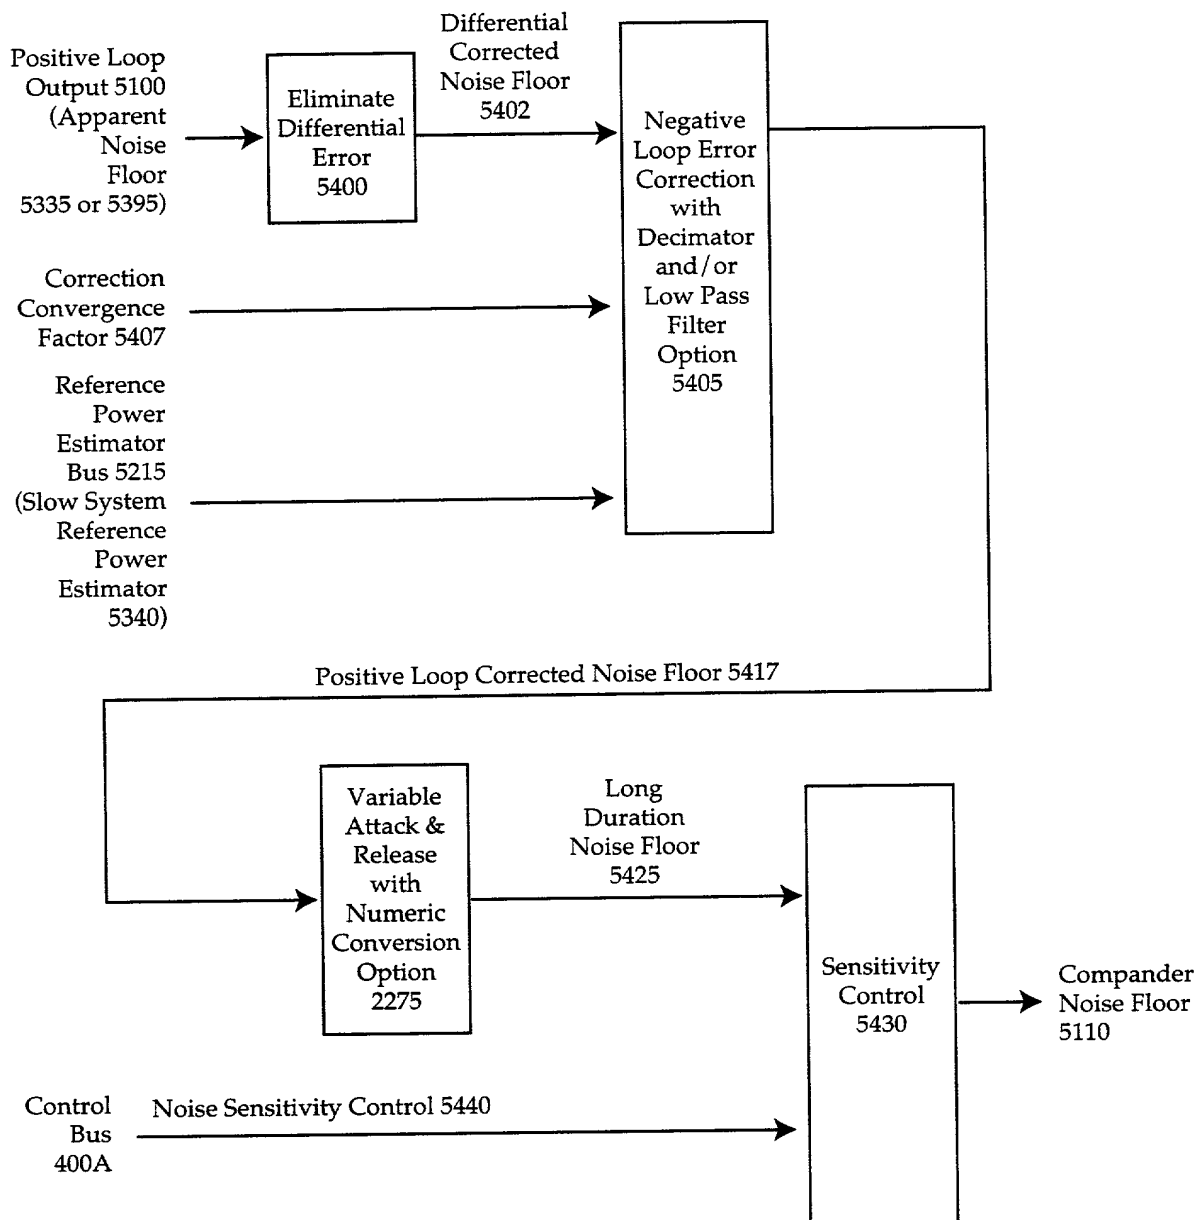 Positive Loop
Output 5100
(Apparent
Noise
Floor
5335 or 5395)
Eliminate
Differential
Error
5400
Differential
Corrected
Noise Floor
5402
Negative
Loop Error
Correction
with
Decimator
and/or
Low Pass
Filter
Option
5405
Correction
Convergence
Factor 5407
Reference
Power
Estimator
Bus 5215
(Slow System
Reference
Power
Estimator
5340)
Positive Loop Corrected Noise Floor 5417
Variable
Attack &
Release
with
Numeric
Conversion
Option
2275
Long
Duration
Noise Floor
5425
Sensitivity
Control
5430
Compander
Noise Floor
5110
Control
Bus
400A
Noise Sensitivity Control 5440